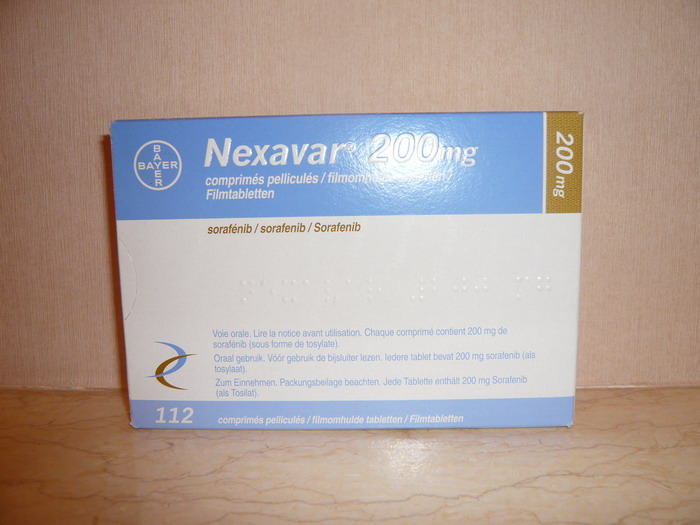 BAYER
BAYER
Nexavar® 200mg
200mg
comprimés pelliculés / filmomhulde tabletten /
Filmtabletten
sorafénib / sorafenib / Sorafenib
Voie orale. Lire la notice avant utilisation. Chaque comprimé contient 200 mg de
sorafénib (sous forme de tosylate).
Oraal gebruik. Vóór gebruik de bijsluiter lezen. Iedere tablet bevat 200 mg sorafenib (als
tosylaat).
Zum Einnehmen. Packungsbeilage beachten. Jede Tablette enthält 200 mg Sorafenib
(als Tosilat).
112 comprimés pelliculés / filmomhulde tabletten / Filmtabletten